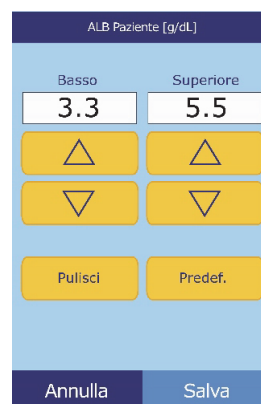 ALB Paziente [g/dL]
Basso Superiore
3.3 5.5
Pulisci Predef.
Annulla Salva